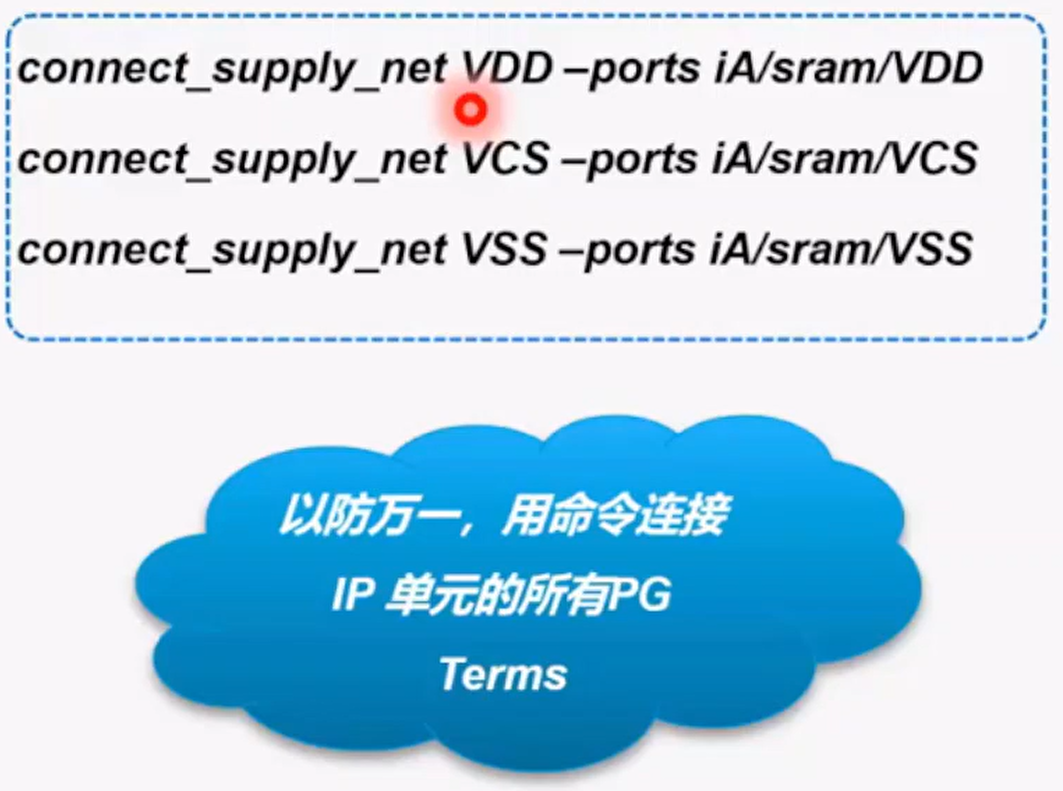 connect_supply_net VDD –ports iA/sram/VDD
connect_supply_net VCS –ports iA/sram/VCS
connect_supply_net VSS –ports iA/sram/VSS
以防万一，用命令连接
IP 单元的所有PG
Terms